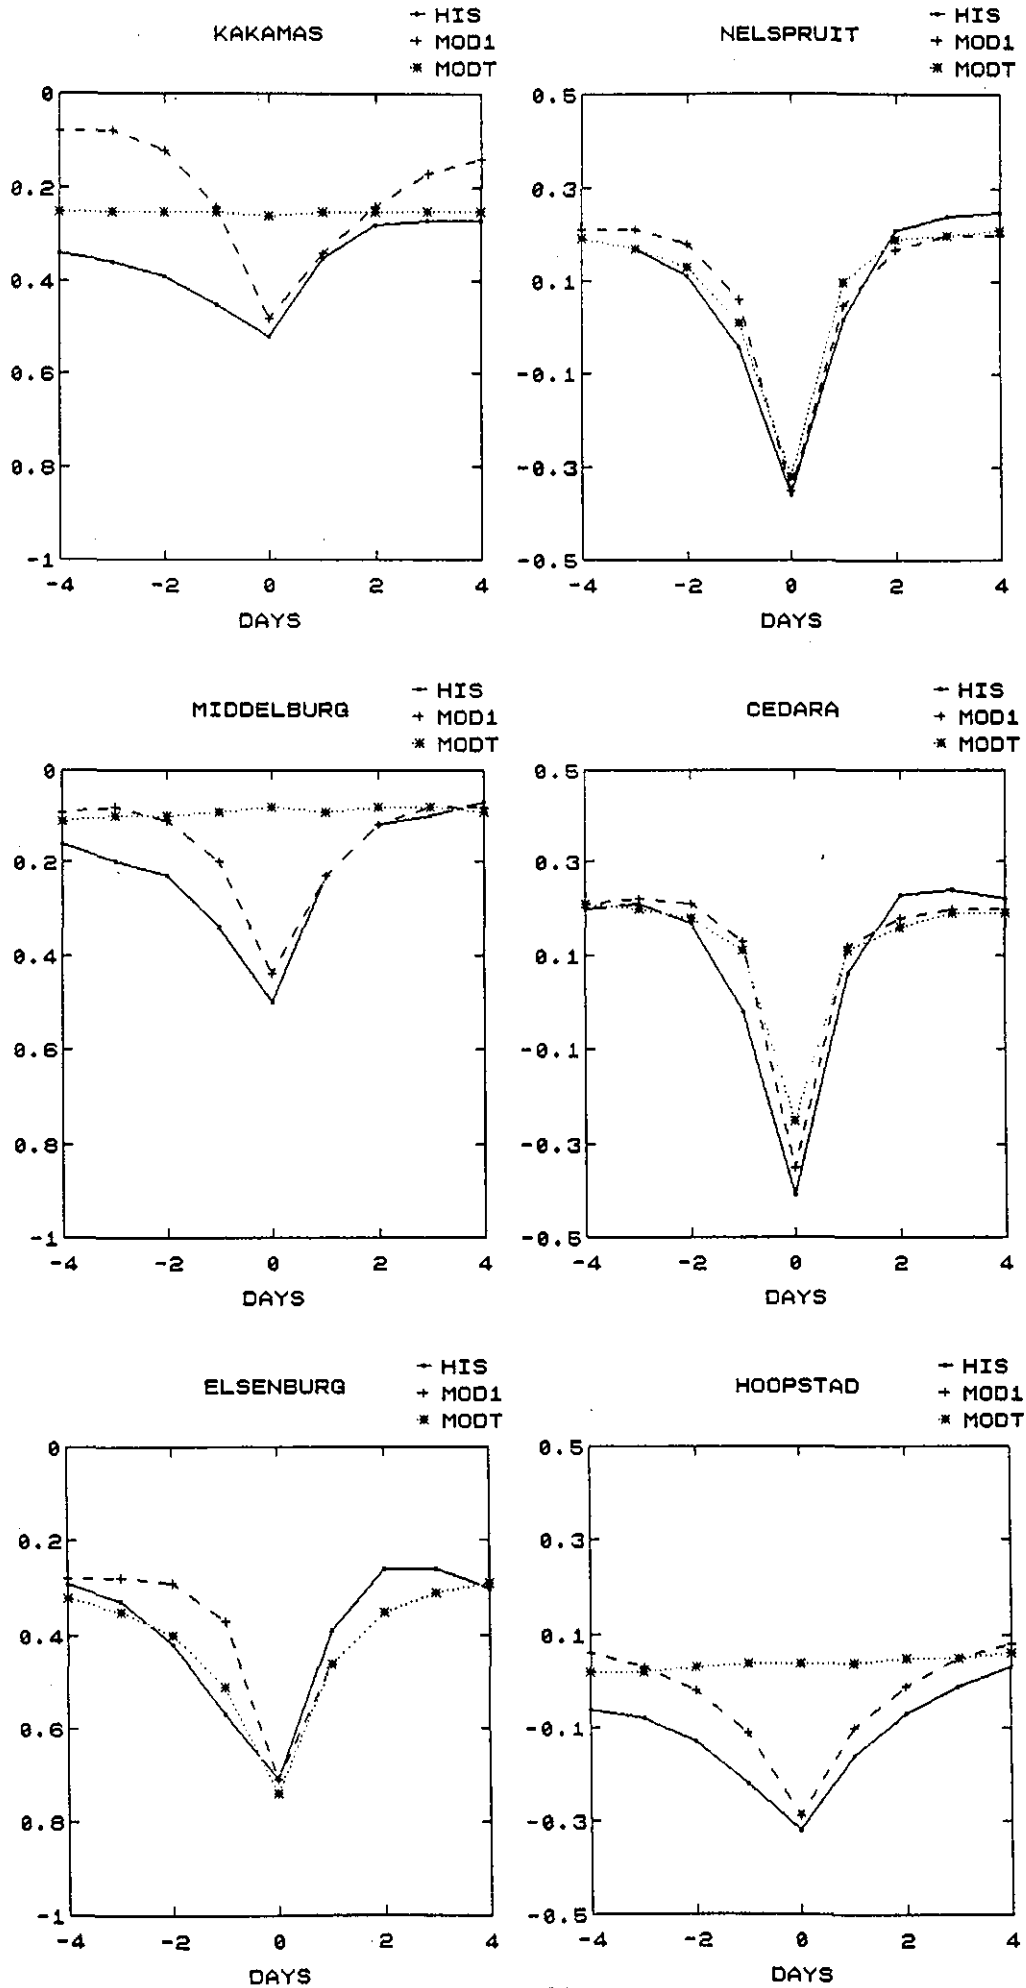 KAKAMAS
HIS
MOD1
MODT
0
0.2
0.4
0.6
0.8
-1
-4 -2 0 2 4
DAYS
NELSPRUIT
HIS
MOD1
MODT
0.5
0.3
0.1
-0.1
-0.3
-0.5
-4 -2 0 2 4
DAYS
MIDDELBURG
HIS
MOD1
MODT
0
0.2
0.4
0.6
0.8
-1
-4 -2 0 2 4
DAYS
CEDARA
HIS
MOD1
MODT
0.5
0.3
0.1
-0.1
-0.3
-0.5
-4 -2 0 2 4
DAYS
ELSENBURG
HIS
MOD1
MODT
0
0.2
0.4
0.6
0.8
-1
-4 -2 0 2 4
DAYS
HOOPSTAD
HIS
MOD1
MODT
0.5
0.3
0.1
-0.1
-0.3
-0.5
-4 -2 0 2 4
DAYS